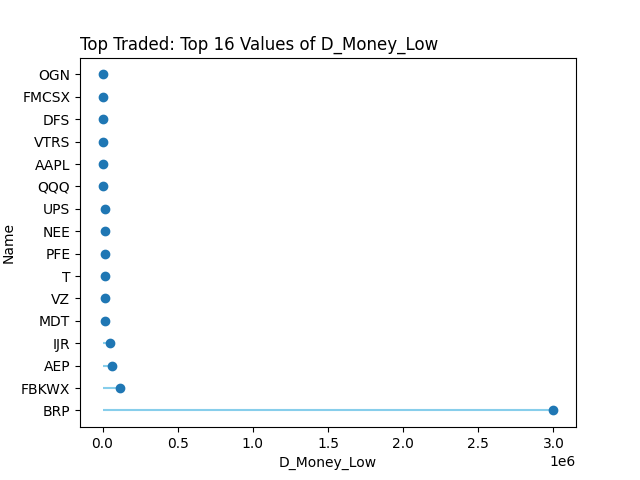 Top Traded: Top 16 Values of D_Money_Low
OGN
FMCSX
DFS
VTRS
AAPL
QQQ
UPS
NEE
PFE
T
VZ
MDT
IJR
AEP
FBKWX
BRP
Name
0.0 0.5 1.0 1.5 2.0 2.5 3.0
1e6
D_Money_Low